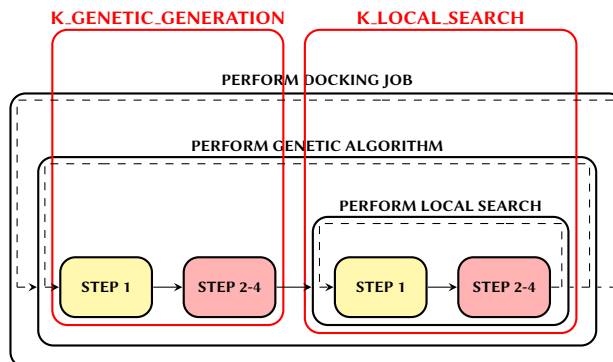 K_GENETIC_GENERATION
K_LOCAL_SEARCH
PERFORM DOCKING JOB
PERFORM GENETIC ALGORITHM
PERFORM LOCAL SEARCH
STEP 1
STEP 2-4
STEP 1
STEP 2-4